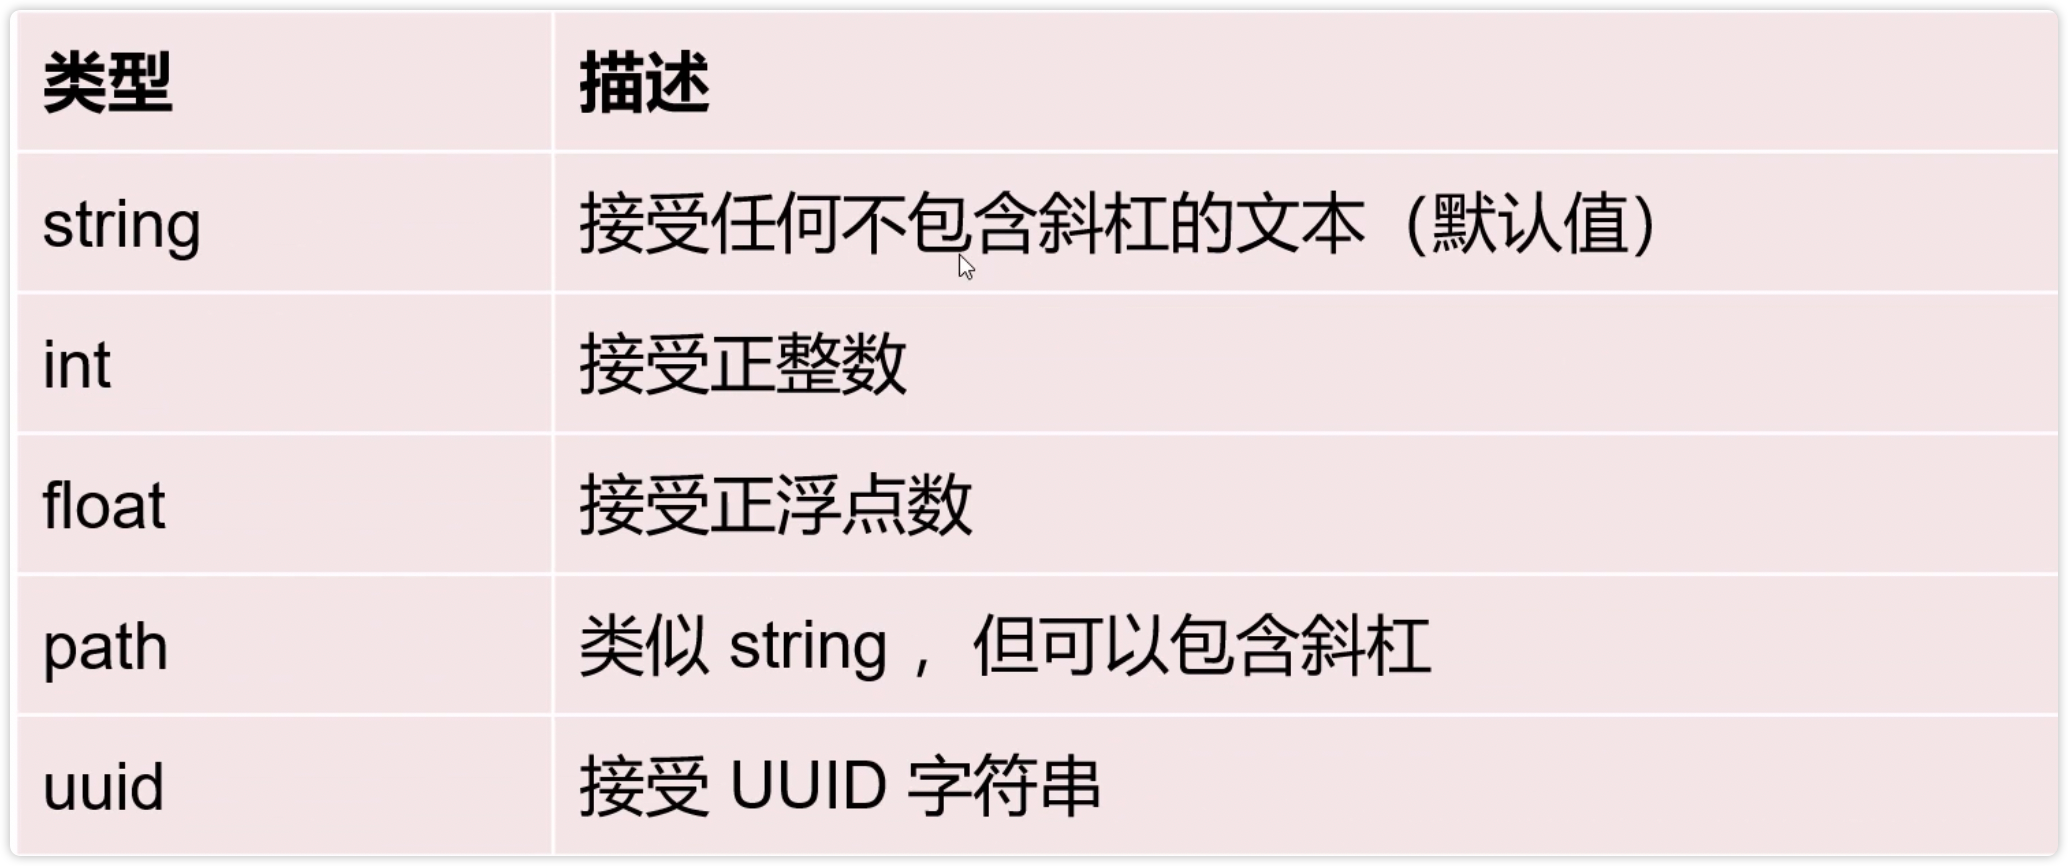 类型 描述
string 接受任何不包含斜杠的文本（默认值）
int 接受正整数
float 接受正浮点数
path 类似 string ，但可以包含斜杠
uuid 接受 UUID 字符串